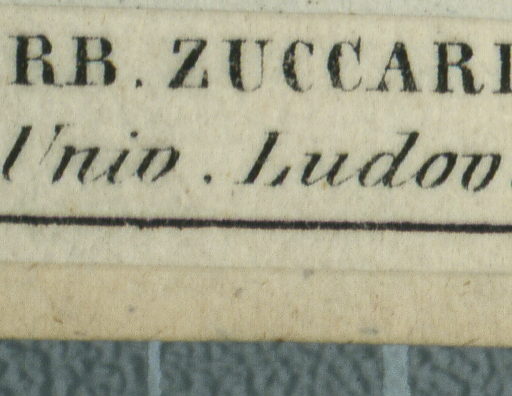 RB. ZUCCARI
Univ. Ludov